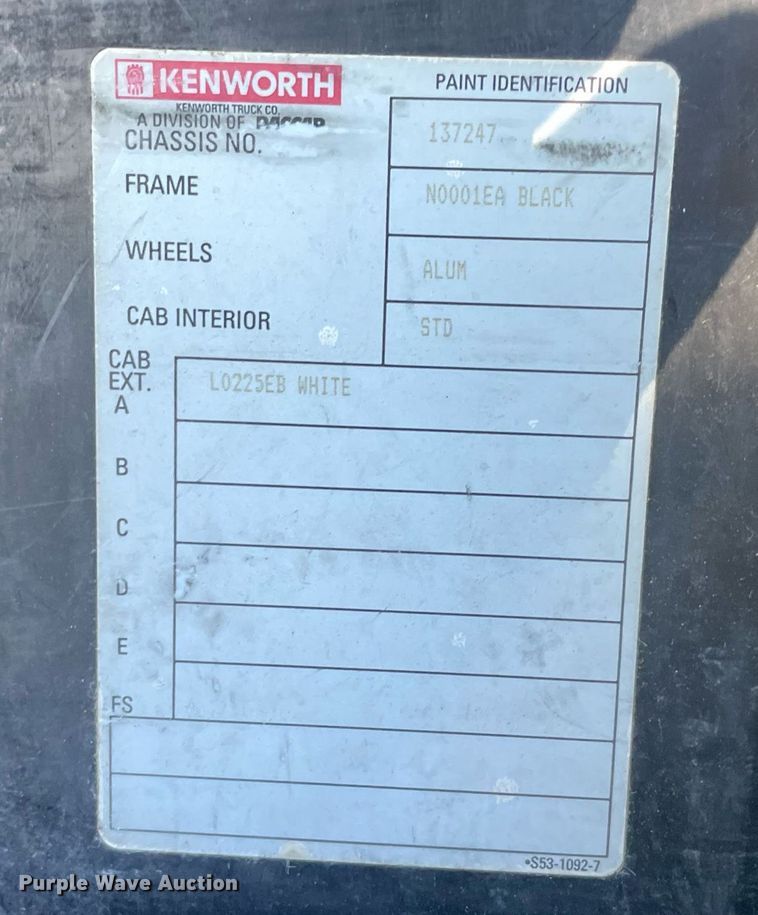 KENWORTH
KENWORTH TRUCK CO.
A DIVISION OF PACCAR
PAINT IDENTIFICATION
CHASSIS NO. 137247
FRAME N0001EA BLACK
WHEELS ALUM
CAB INTERIOR STD
CAB
EXT.
A L0225EB WHITE
B
C
D
E
FS
•S53-1092-7
Purple Wave Auction